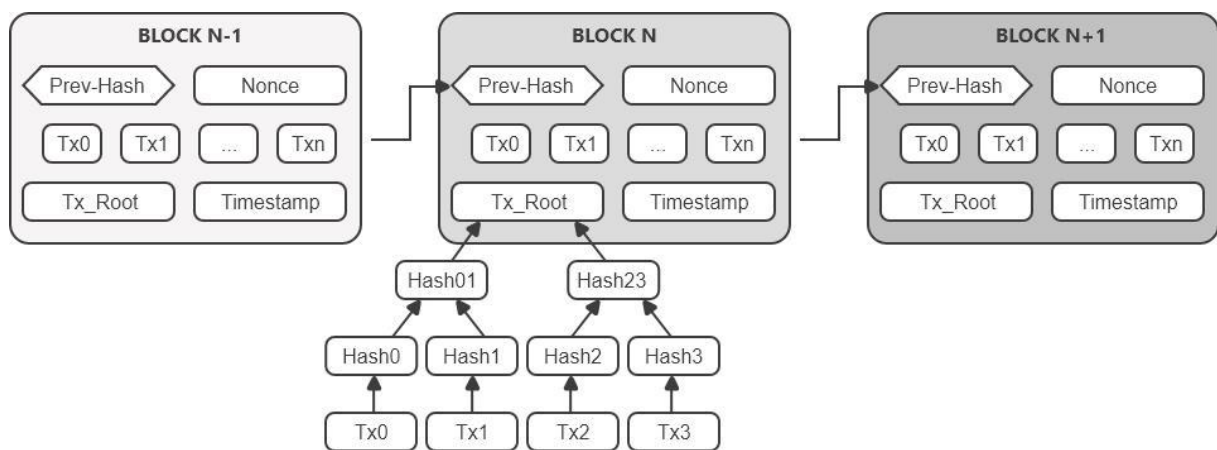 BLOCK N-1
BLOCK N
BLOCK N+1
Prev-Hash
Nonce
Prev-Hash
Nonce
Prev-Hash
Nonce
Tx0
Tx1
...
Txn
Tx0
Tx1
...
Txn
Tx0
Tx1
...
Txn
Tx_Root
Timestamp
Tx_Root
Timestamp
Tx_Root
Timestamp
Hash01
Hash23
Hash0
Hash1
Hash2
Hash3
Tx0
Tx1
Tx2
Tx3